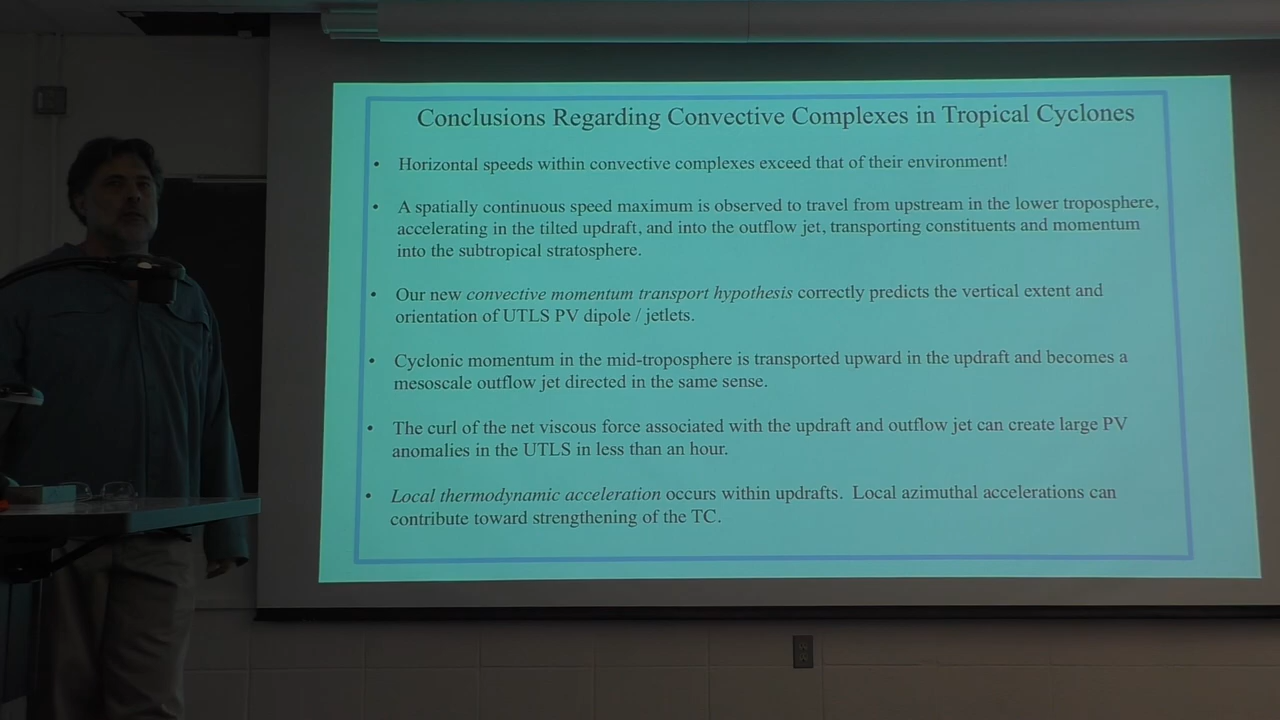 Conclusions Regarding Convective Complexes in Tropical Cyclones
• Horizontal speeds within convective complexes exceed that of their environment!
• A spatially continuous speed maximum is observed to travel from upstream in the lower troposphere,
accelerating in the tilted updraft, and into the outflow jet, transporting constituents and momentum
into the subtropical stratosphere.
• Our new convective momentum transport hypothesis correctly predicts the vertical extent and
orientation of UTLS PV dipole / jetlets.
• Cyclonic momentum in the mid-troposphere is transported upward in the updraft and becomes a
mesoscale outflow jet directed in the same sense.
• The curl of the net viscous force associated with the updraft and outflow jet can create large PV
anomalies in the UTLS in less than an hour.
• Local thermodynamic acceleration occurs within updrafts. Local azimuthal accelerations can
contribute toward strengthening of the TC.